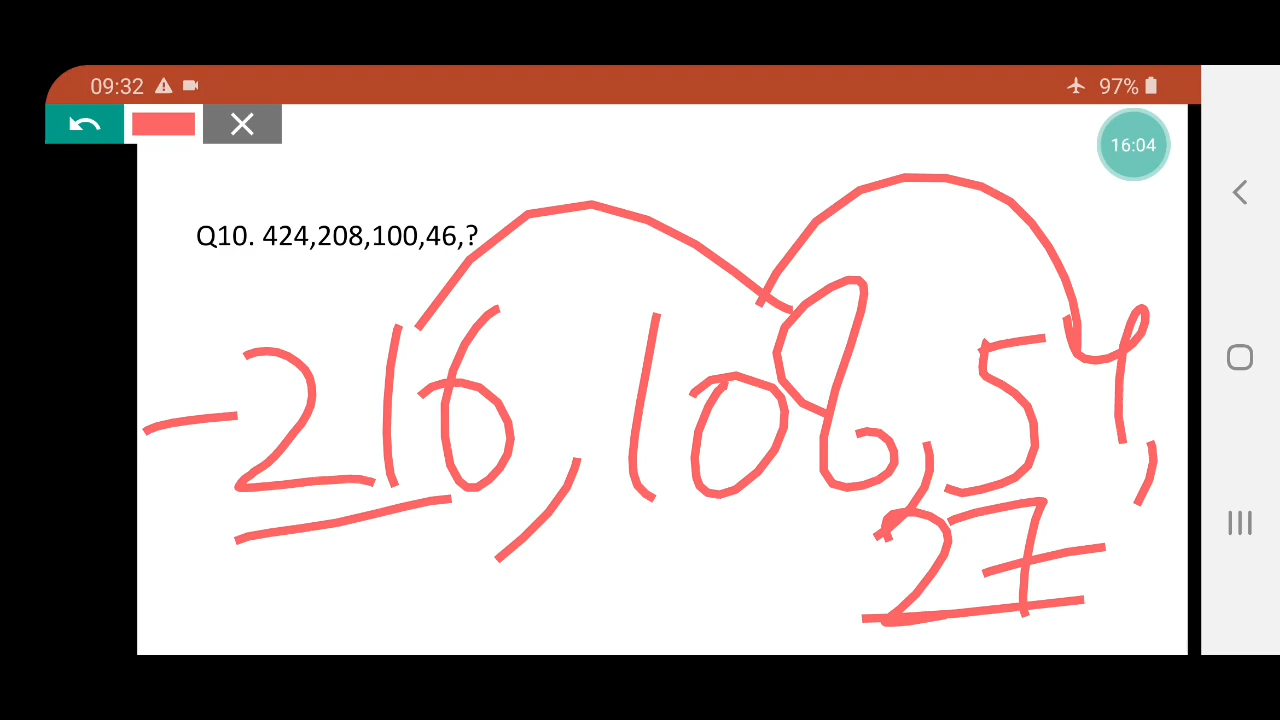 09:32 97%
16:04
Q10. 424,208,100,46,?
-216, 108, 54,
27